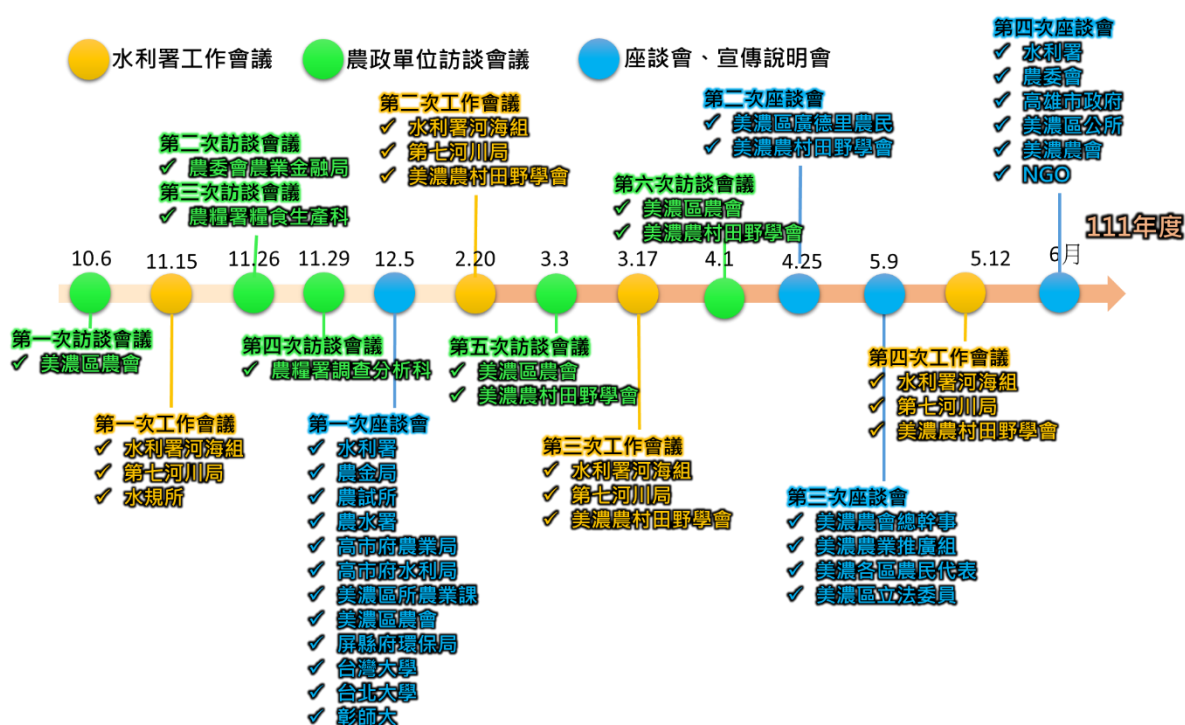 水利署工作會議
農政單位訪談會議
座談會、宣傳說明會
第四次座談會
✓ 水利署
✓ 農委會
✓ 高雄市政府
✓ 美濃區公所
✓ 美濃農會
✓ NGO
第二次工作會議
✓ 水利署河海組
✓ 第七河川局
✓ 美濃農村田野學會
第二次座談會
✓ 美濃區廣德里農民
✓ 美濃農村田野學會
第二次訪談會議
✓ 農委會農業金融局
第三次訪談會議
✓ 農糧署糧食生產科
第六次訪談會議
✓ 美濃區農會
✓ 美濃農村田野學會
111年度
10.6
11.15
11.26
11.29
12.5
2.20
3.3
3.17
4.1
4.25
5.9
5.12
6月
第一次訪談會議
✓ 美濃區農會
第四次訪談會議
✓ 農糧署調查分析科
第五次訪談會議
✓ 美濃區農會
✓ 美濃農村田野學會
第四次工作會議
✓ 水利署河海組
✓ 第七河川局
✓ 美濃農村田野學會
第一次工作會議
✓ 水利署河海組
✓ 第七河川局
✓ 水規所
第一次座談會
✓ 水利署
✓ 農金局
✓ 農試所
✓ 農水署
✓ 高市府農業局
✓ 高市府水利局
✓ 美濃區所農業課
✓ 美濃區農會
✓ 屏縣府環保局
✓ 台灣大學
✓ 台北大學
✓ 彰師大
第三次工作會議
✓ 水利署河海組
✓ 第七河川局
✓ 美濃農村田野學會
第三次座談會
✓ 美濃農會總幹事
✓ 美濃農業推廣組
✓ 美濃各區農民代表
✓ 美濃區立法委員